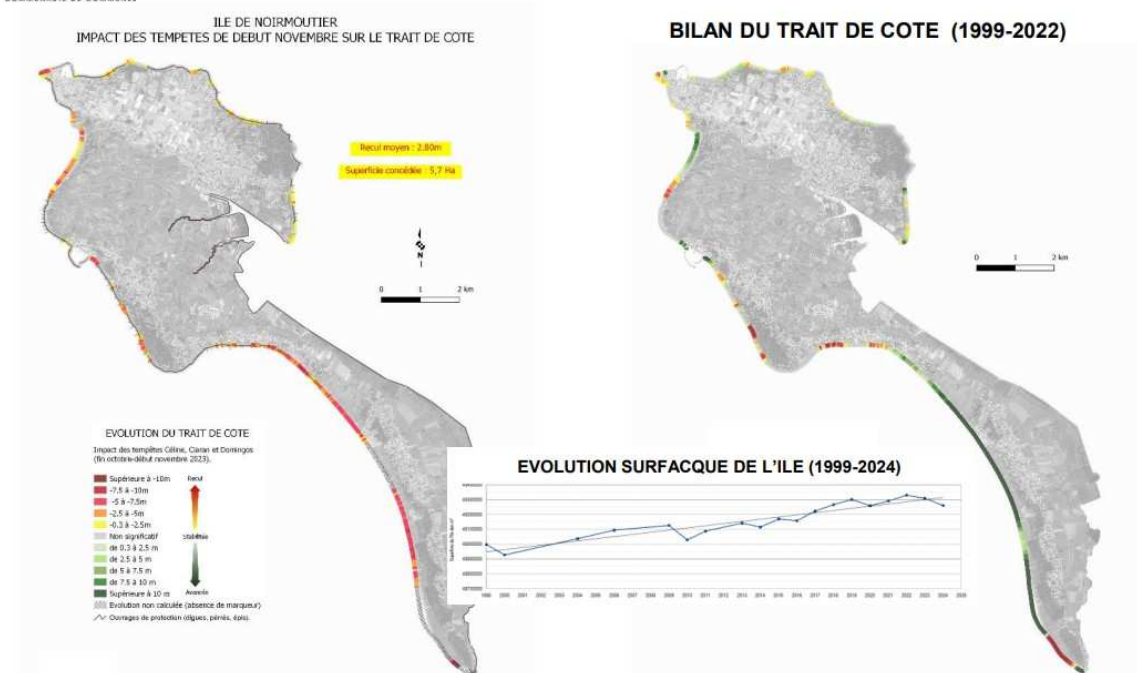 ILE DE NOIRMOUTIER
IMPACT DES TEMPETES DE DEBUT NOVEMBRE SUR LE TRAIT DE COTE
Recul moyen : 2.80m
Superficie concédée : 5,7 Ha
N
0 1 2 km
EVOLUTION DU TRAIT DE COTE
Impact des tempêtes Céline, Ciaran et Domingos
(fin octobre-début novembre 2023).
Supérieure à -10m
-7.5 à -10m
-5 à -7.5m
-2.5 à -5m
-0.3 à -2.5m
Non significatif
de 0.3 à 2.5 m
de 2.5 à 5 m
de 5 à 7.5 m
de 7.5 à 10 m
Supérieure à 10 m
Recul
Stabilité
Avancée
Evolution non calculée (absence de marqueur)
Ouvrages de protection (digues, perrés, épis).
BILAN DU TRAIT DE COTE (1999-2022)
0 1 2 km
EVOLUTION SURFACQUE DE L'ILE (1999-2024)